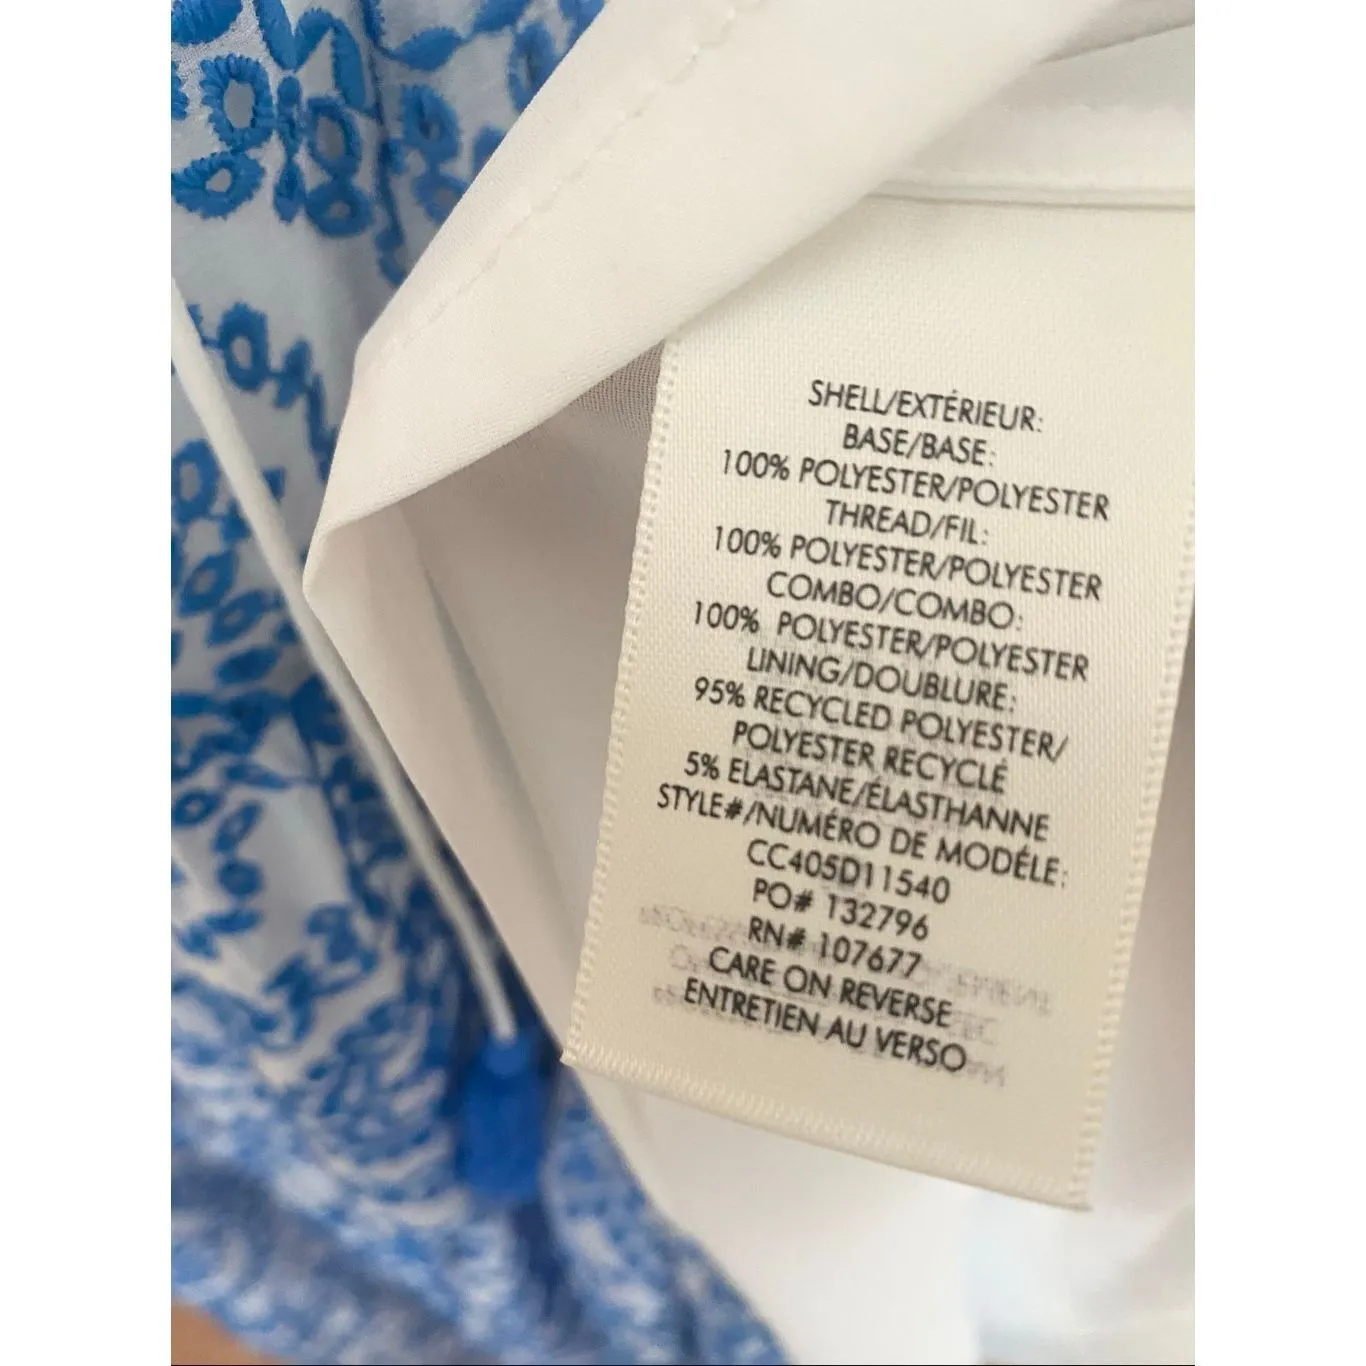 SHELL/EXTÉRIEUR:
BASE/BASE:
100% POLYESTER/POLYESTER
THREAD/FIL:
100% POLYESTER/POLYESTER
COMBO/COMBO:
100% POLYESTER/POLYESTER
LINING/DOUBLURE:
95% RECYCLED POLYESTER/
POLYESTER RECYCLÉ
5% ELASTANE/ÉLASTHANNE
STYLE#/NUMÉRO DE MODÉLE:
CC405D11540
PO# 132796
RN# 107677
CARE ON REVERSE
ENTRETIEN AU VERSO